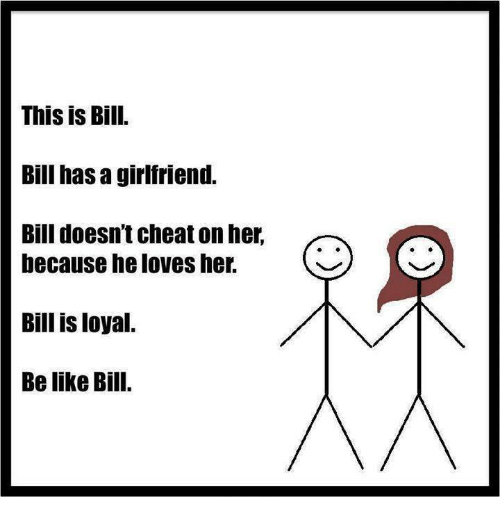 This is Bill.
Bill has a girlfriend.
Bill doesn't cheat on her,
because he loves her.
Bill is loyal.
Be like Bill.